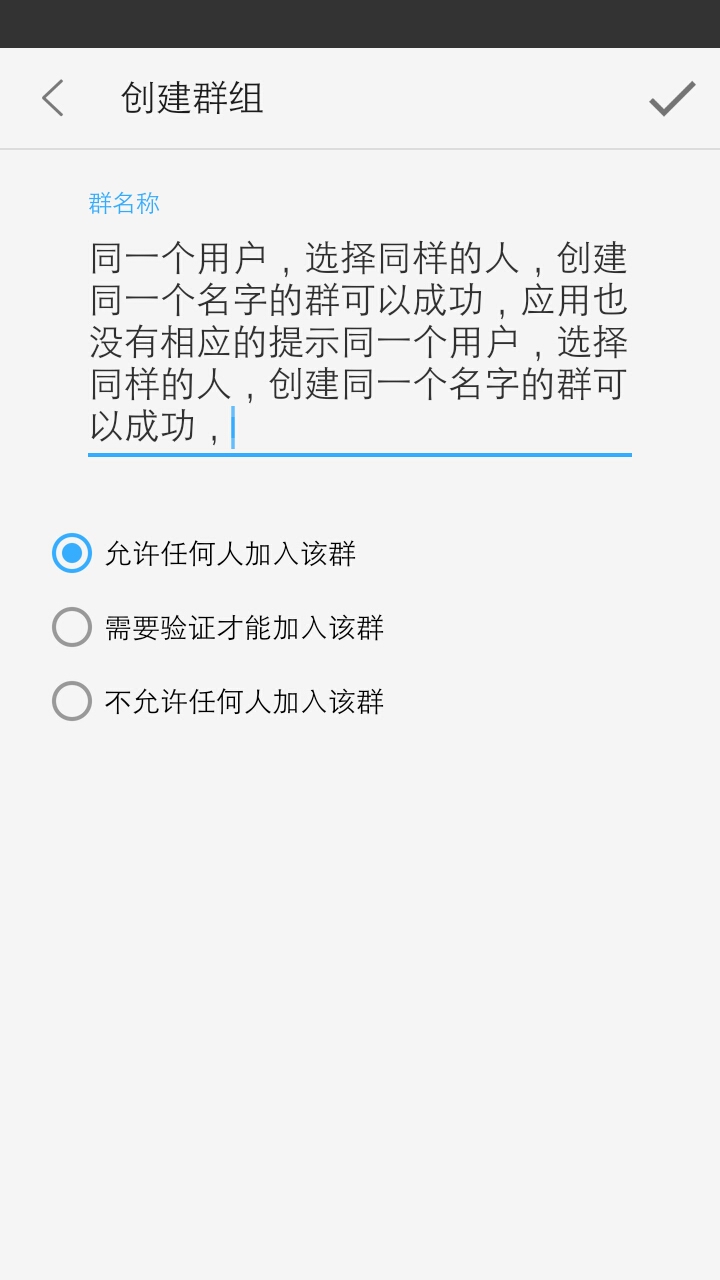 创建群组
群名称
同一个用户，选择同样的人，创建
同一个名字的群可以成功，应用也
没有相应的提示同一个用户，选择
同样的人，创建同一个名字的群可
以成功，
允许任何人加入该群
需要验证才能加入该群
不允许任何人加入该群